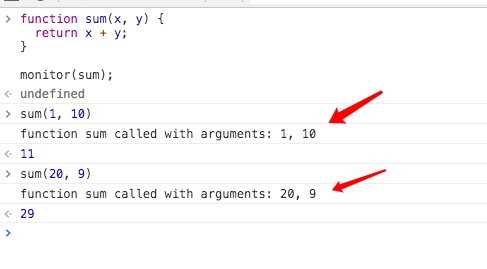 function sum(x, y) {
  return x + y;
}
monitor(sum);
undefined
sum(1, 10)
function sum called with arguments: 1, 10
11
sum(20, 9)
function sum called with arguments: 20, 9
29